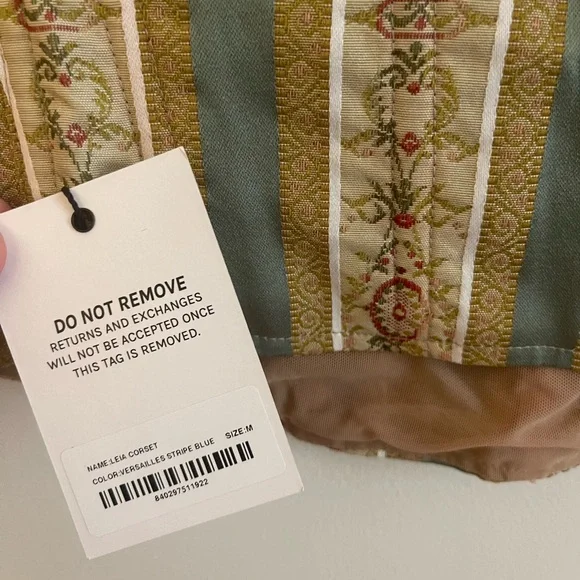 DO NOT REMOVE
RETURNS AND EXCHANGES
WILL NOT BE ACCEPTED ONCE
THIS TAG IS REMOVED.
NAME:LEIA CORSET
COLOR:VERSAILLES STRIPE BLUE SIZE:M
840297511922